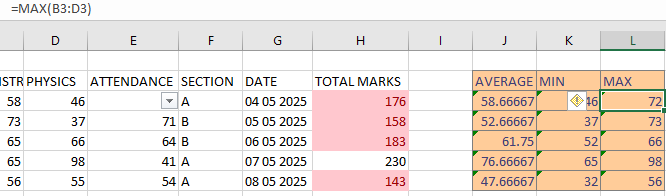 =MAX(B3:D3)
D E F G H I J K L
ISTR PHYSICS ATTENDANCE SECTION DATE TOTAL MARKS AVERAGE MIN MAX
58 46 A 04 05 2025 176 58.66667 46 72
73 37 71 B 05 05 2025 158 52.66667 37 73
65 66 64 B 06 05 2025 183 61.75 52 66
65 98 41 A 07 05 2025 230 76.66667 65 98
56 55 54 A 08 05 2025 143 47.66667 32 56